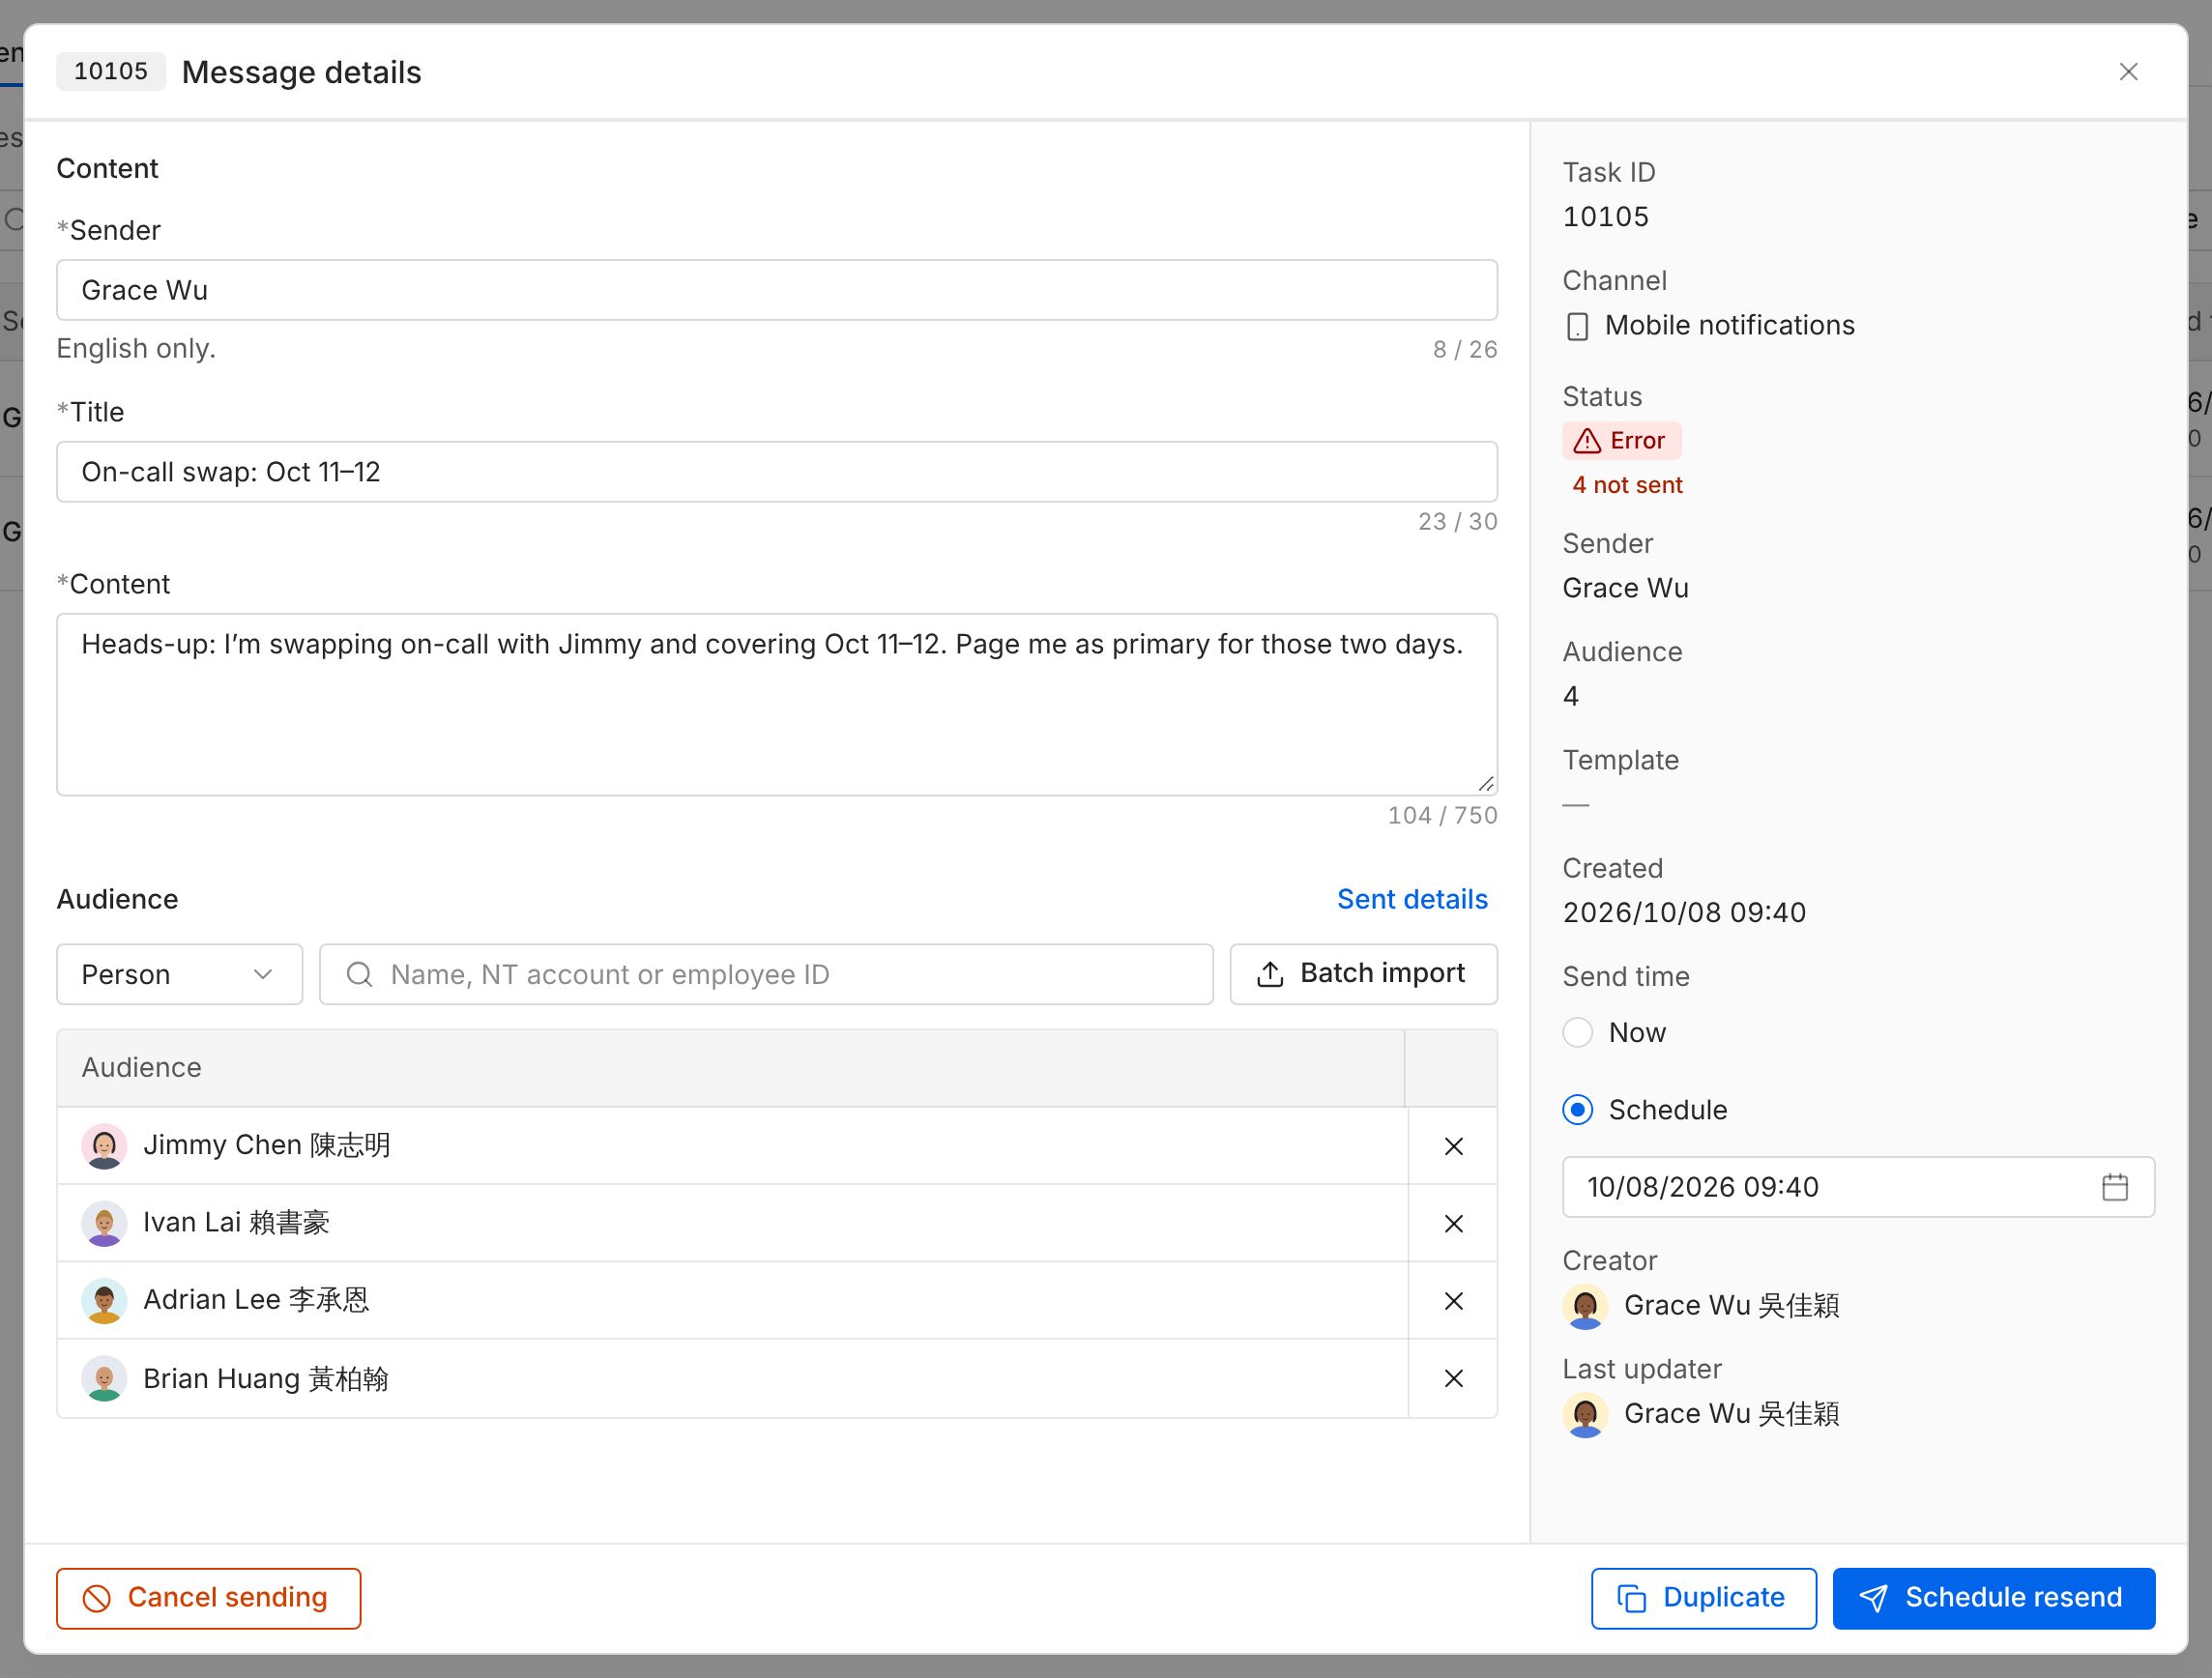 10105 Message details
Content
*Sender
Grace Wu
English only.
8 / 26
*Title
On-call swap: Oct 11–12
23 / 30
*Content
Heads-up: I’m swapping on-call with Jimmy and covering Oct 11–12. Page me as primary for those two days.
104 / 750
Audience
Sent details
Person
Name, NT account or employee ID
Batch import
Audience
Jimmy Chen 陳志明
Ivan Lai 賴書豪
Adrian Lee 李承恩
Brian Huang 黃柏翰
Task ID
10105
Channel
Mobile notifications
Status
Error
4 not sent
Sender
Grace Wu
Audience
4
Template
—
Created
2026/10/08 09:40
Send time
Now
Schedule
10/08/2026 09:40
Creator
Grace Wu 吳佳穎
Last updater
Grace Wu 吳佳穎
Cancel sending
Duplicate
Schedule resend